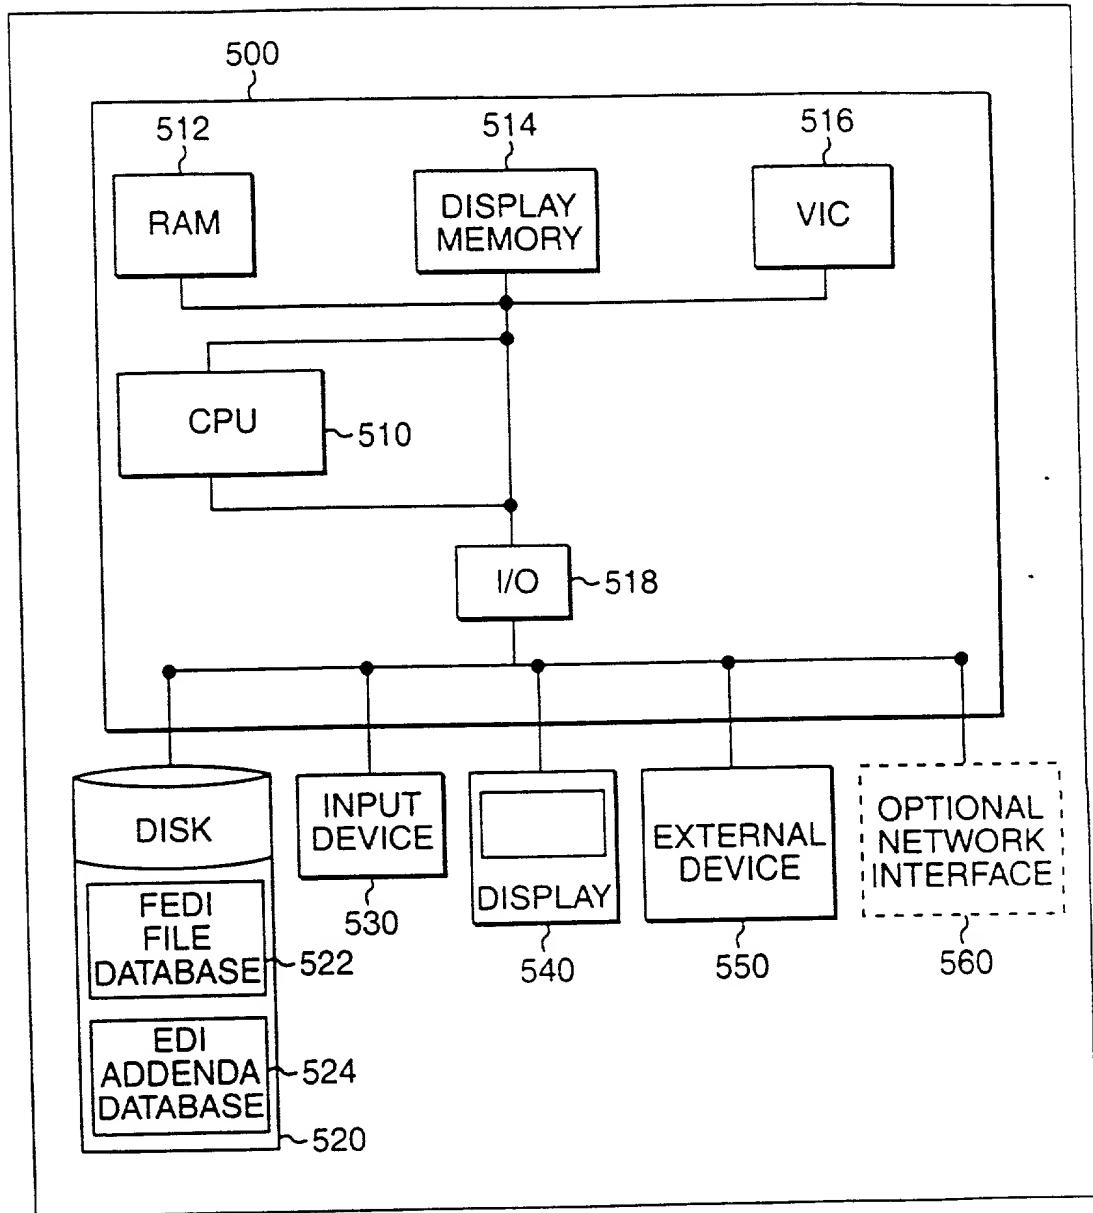 500
512
514
516
RAM
DISPLAY
MEMORY
VIC
CPU
510
I/O
518
DISK
INPUT
DEVICE
530
DISPLAY
540
EXTERNAL
DEVICE
550
OPTIONAL
NETWORK
INTERFACE
560
FEDI
FILE
DATABASE
522
EDI
ADDENDA
DATABASE
524
520